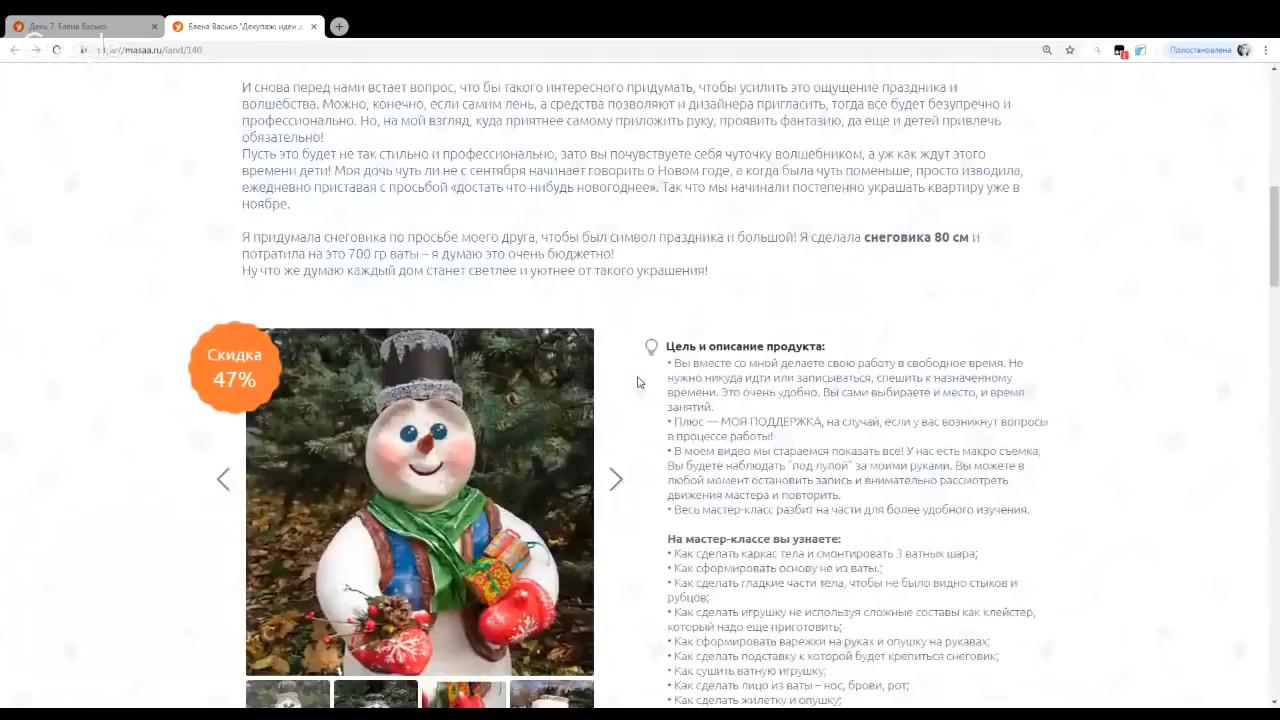 День 7. Елена Васько
Елена Васько "Декупаж: идеи д
masaa.ru/land/140
Приостановлена
И снова перед нами встает вопрос, что бы такого интересного придумать, чтобы усилить это ощущение праздника и
волшебства. Можно, конечно, если самим лень, а средства позволяют и дизайнера пригласить, тогда все будет безупречно и
профессионально. Но, на мой взгляд, куда приятнее самому приложить руку, проявить фантазию, да еще и детей привлечь
обязательно!
Пусть это будет не так стильно и профессионально, зато вы почувствуете себя чуточку волшебником, а уж как ждут этого
времени дети! Моя дочь чуть ли не с сентября начинает говорить о Новом годе, а когда была чуть поменьше, просто изводила,
ежедневно приставая с просьбой «достать что-нибудь новогоднее». Так что мы начинали постепенно украшать квартиру уже в
ноябре.
Я придумала снеговика по просьбе моего друга, чтобы был символ праздника и большой! Я сделала снеговика 80 см и
потратила на это 700 гр ваты – я думаю это очень бюджетно!
Ну что же думаю каждый дом станет светлее и уютнее от такого украшения!
Скидка
47%
Цель и описание продукта:
• Вы вместе со мной делаете свою работу в свободное время. Не
нужно никуда идти или записываться, спешить к назначенному
времени. Это очень удобно. Вы сами выбираете и место, и время
занятий.
• Плюс — МОЯ ПОДДЕРЖКА, на случай, если у вас возникнут вопросы
в процессе работы!
• В моем видео мы стараемся показать все! У нас есть макро съемка,
Вы будете наблюдать "под лупой" за моими руками. Вы можете в
любой момент остановить запись и внимательно рассмотреть
движения мастера и повторить.
• Весь мастер-класс разбит на части для более удобного изучения.
На мастер-классе вы узнаете:
• Как сделать каркас тела и смонтировать 3 ватных шара;
• Как сформировать основу не из ваты.;
• Как сделать гладкие части тела, чтобы не было видно стыков и
рубцов;
• Как сделать игрушку не используя сложные составы как клейстер,
который надо еще приготовить;
• Как сформировать варежки на руках и опушку на рукавах;
• Как сделать подставку к которой будет крепиться снеговик;
• Как сушить ватную игрушку;
• Как сделать лицо из ваты – нос, брови, рот;
• Как сделать жилетку и опушку;